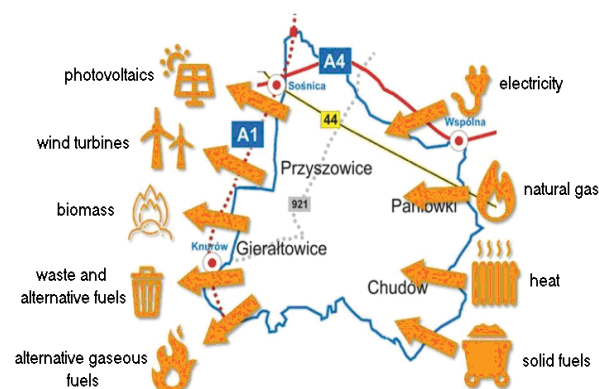 photovoltaics
wind turbines
biomass
waste and
alternative fuels
alternative gaseous
fuels
A4
Sośnica
44
A1
Przyszowice
921
Paniówki
Knurów
Gierałtowice
Chudów
Wspólna
electricity
natural gas
heat
solid fuels